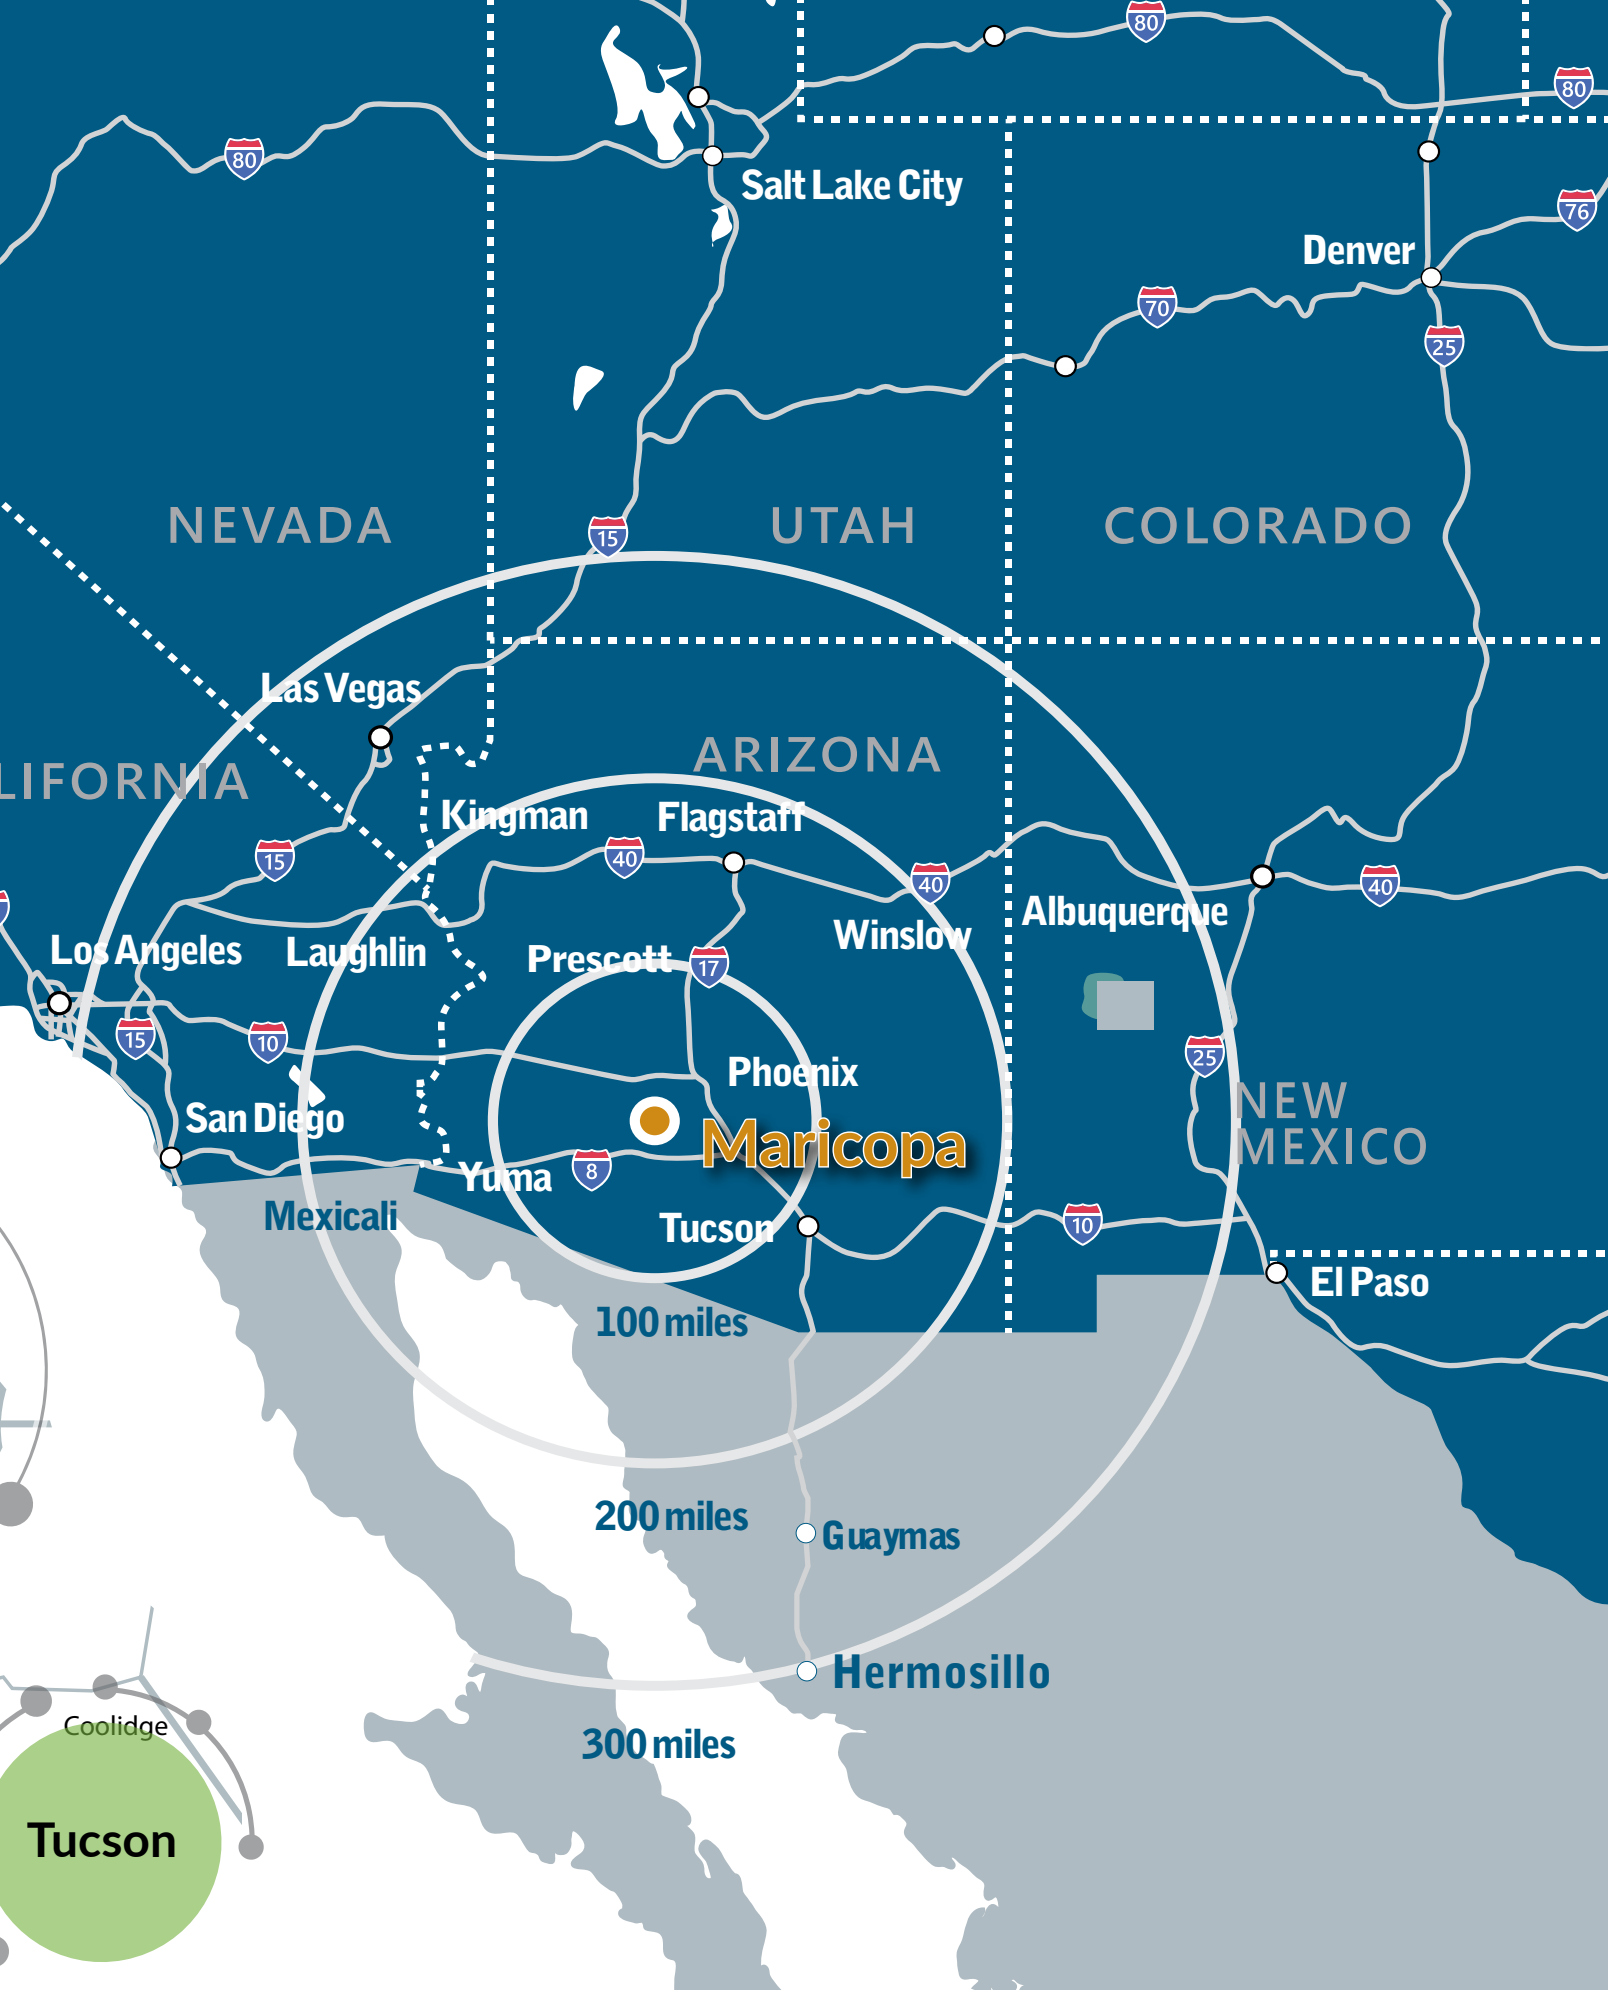 80
80
80
Salt Lake City
76
Denver
70
25
NEVADA
UTAH
COLORADO
15
Las Vegas
ARIZONA
LIFORNIA
Kingman
Flagstaff
15
40
40
40
Albuquerque
Winslow
Los Angeles
Laughlin
Prescott
17
15
10
25
Phoenix
NEW
MEXICO
San Diego
Maricopa
Yuma
8
Mexicali
Tucson
10
El Paso
100 miles
200 miles
Guaymas
Hermosillo
300 miles
Coolidge
Tucson